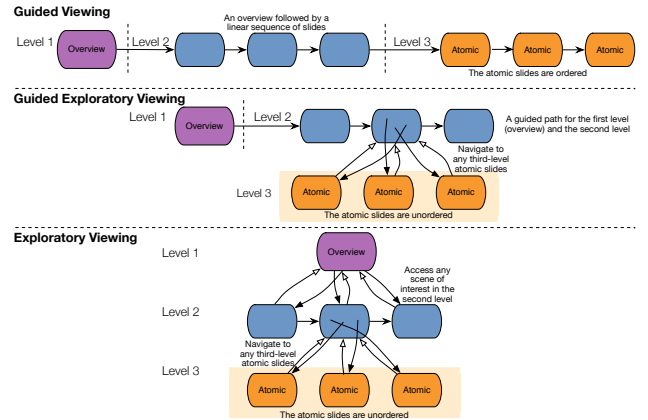 Guided Viewing
An overview followed by a
linear sequence of slides
Level 1
Overview
Level 2
Level 3
Atomic
Atomic
Atomic
The atomic slides are ordered
Guided Exploratory Viewing
Level 1
Overview
Level 2
A guided path for the first level
(overview) and the second level
Navigate to
any third-level
atomic slides
Level 3
Atomic
Atomic
Atomic
The atomic slides are unordered
Exploratory Viewing
Level 1
Overview
Access any
scene of
interest in the
second level
Level 2
Navigate to
any third-level
atomic slides
Level 3
Atomic
Atomic
Atomic
The atomic slides are unordered